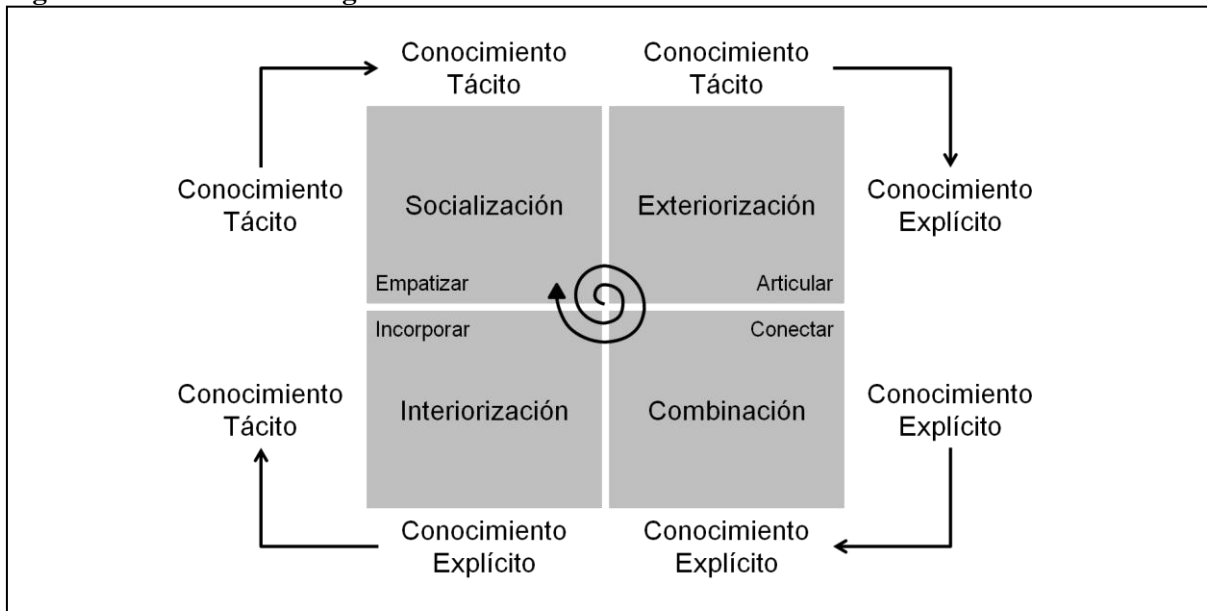 Conocimiento
Tácito
Conocimiento
Tácito
Conocimiento
Tácito
Conocimiento
Explícito
Socialización
Exteriorización
Empatizar
Articular
Incorporar
Conectar
Conocimiento
Tácito
Conocimiento
Explícito
Interiorización
Combinación
Conocimiento
Explícito
Conocimiento
Explícito